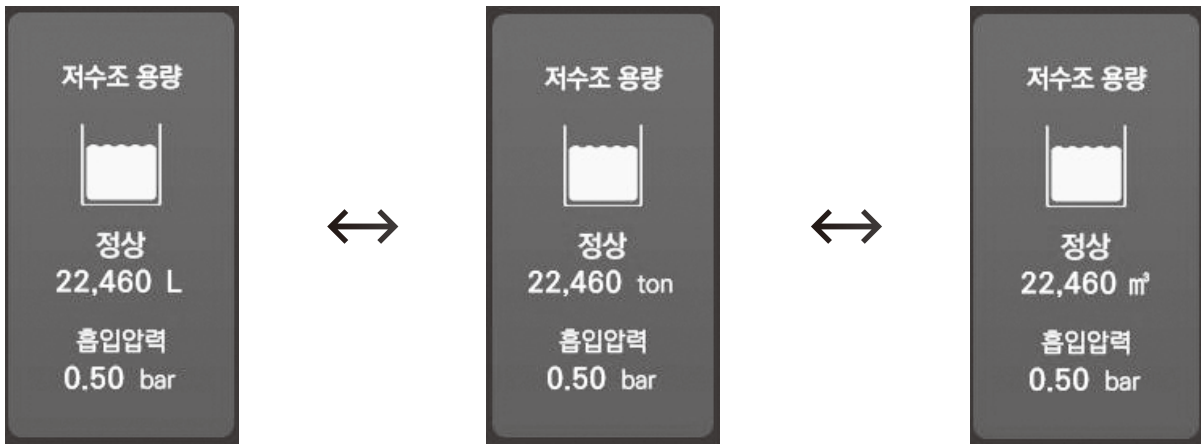 저수조 용량
정상
22,460 L
흡입압력
0.50 bar
저수조 용량
정상
22,460 ton
흡입압력
0.50 bar
저수조 용량
정상
22,460 ㎥
흡입압력
0.50 bar